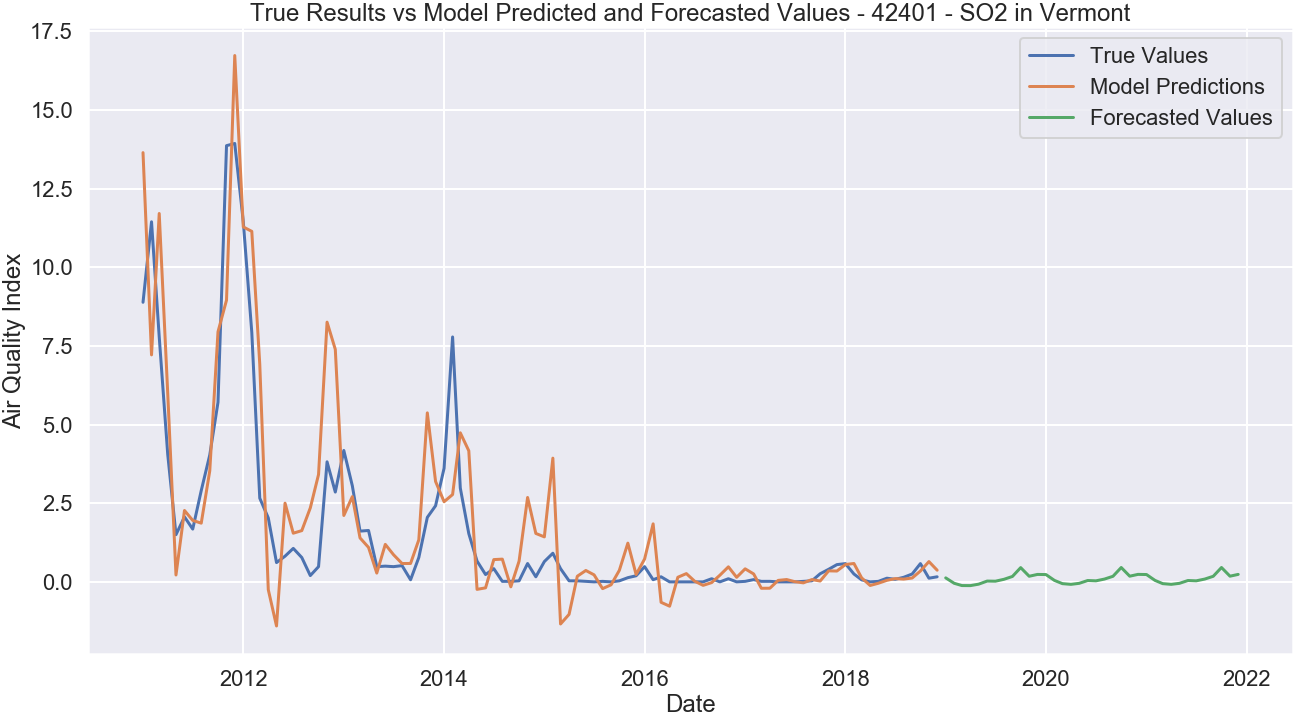 True Results vs Model Predicted and Forecasted Values - 42401 - SO2 in Vermont
True Values
Model Predictions
Forecasted Values
Air Quality Index
17.5
15.0
12.5
10.0
7.5
5.0
2.5
0.0
2012 2014 2016 2018 2020 2022
Date